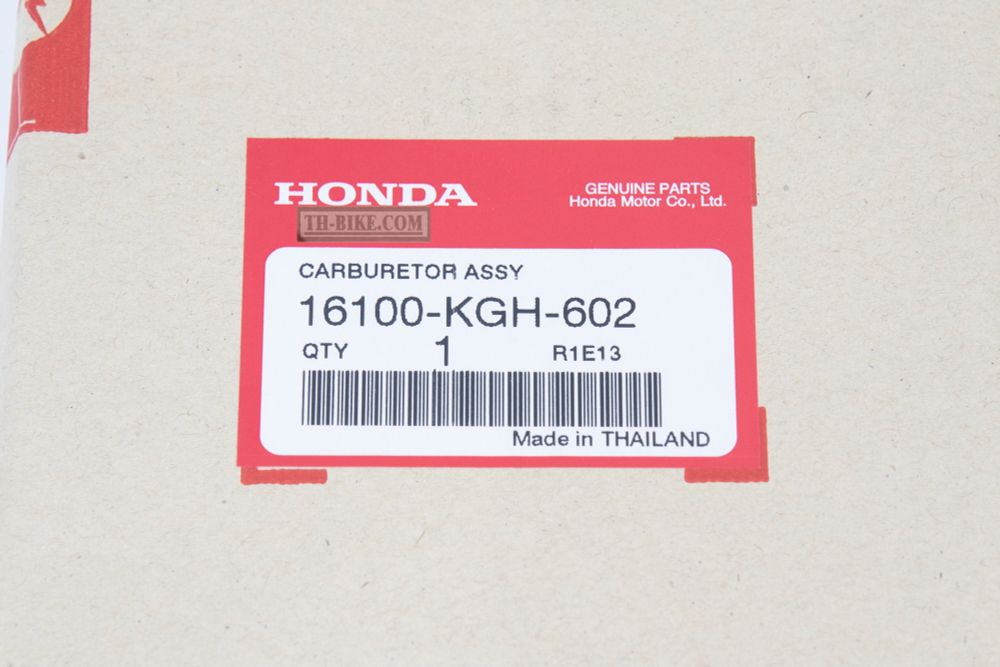 HONDA
GENUINE PARTS
Honda Motor Co., Ltd.
TH-BIKE.COM
CARBURETOR ASSY
16100-KGH-602
QTY 1 R1E13
Made in THAILAND